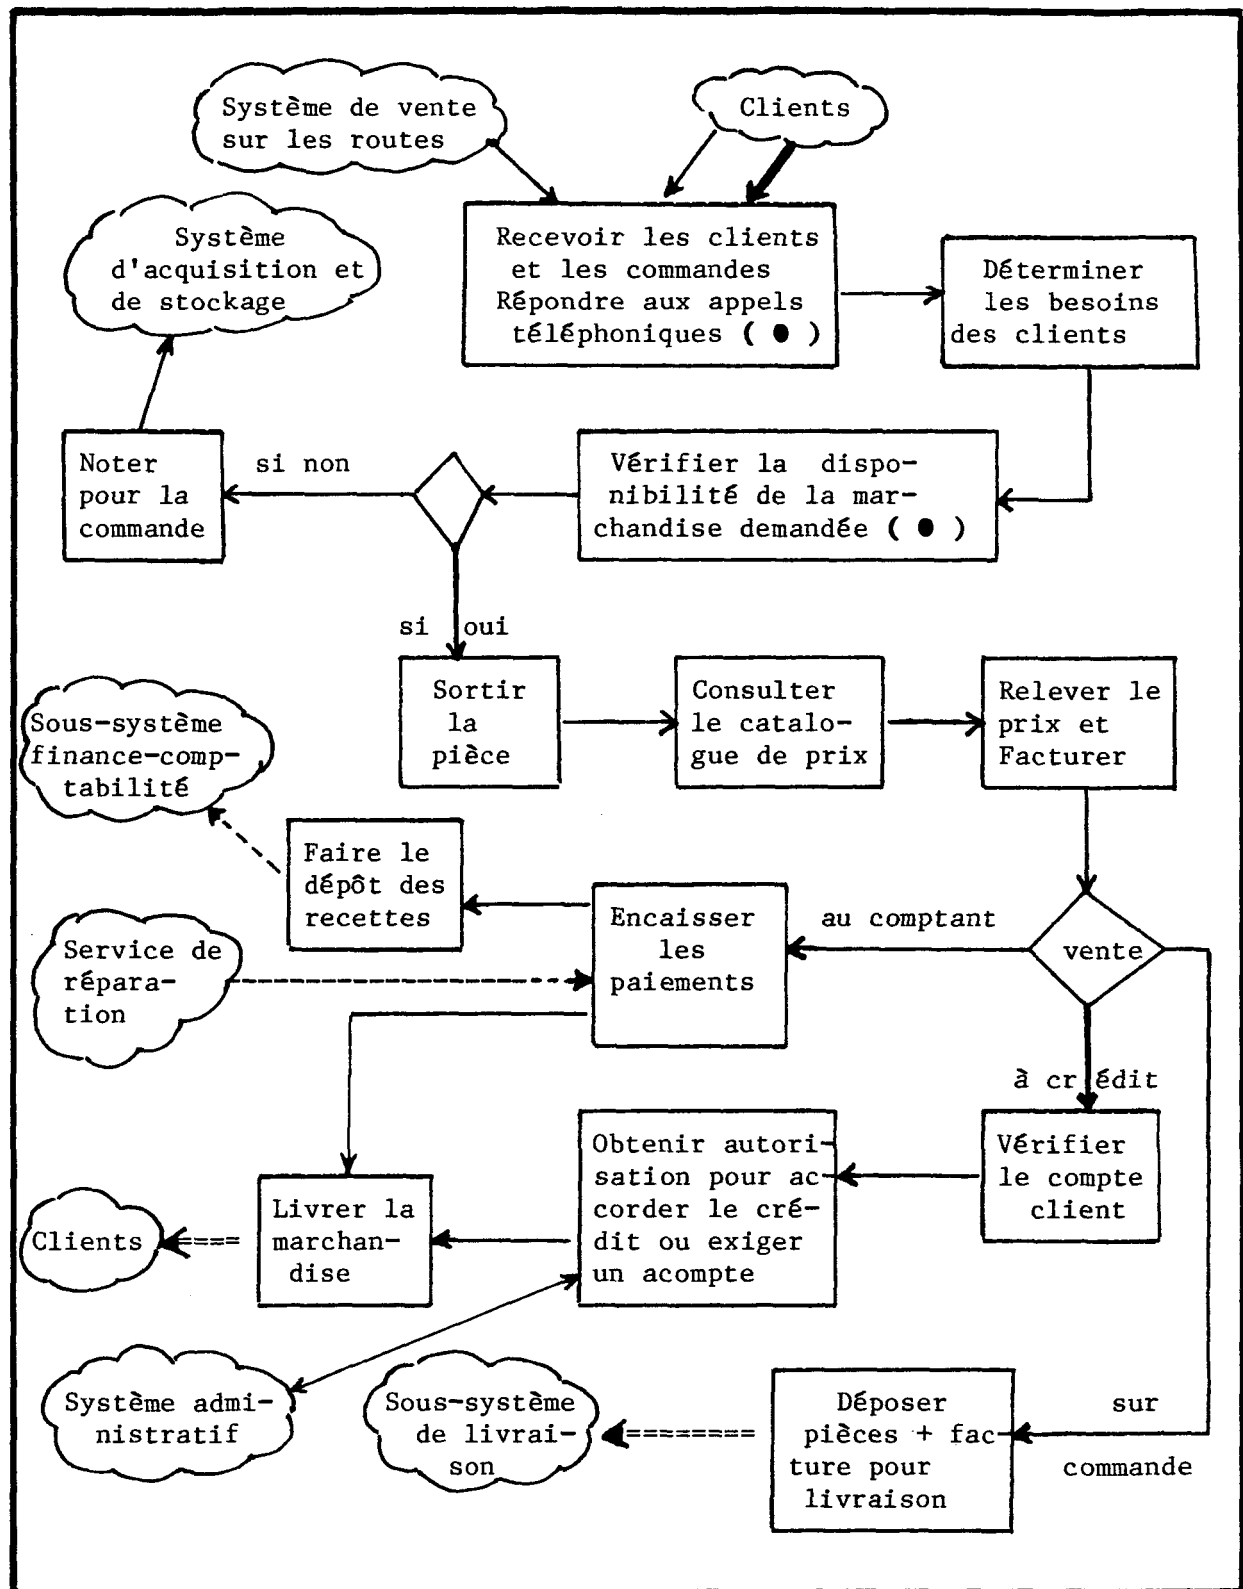 Système de vente
sur les routes
Clients
Système
d'acquisition et
de stockage
Recevoir les clients
et les commandes
Répondre aux appels
téléphoniques ( ● )
Déterminer
les besoins
des clients
Noter
pour la
commande
si non
Vérifier la dispo-
nibilité de la mar-
chandise demandée ( ● )
si oui
Sortir
la
pièce
Consulter
le catalo-
gue de prix
Relever le
prix et
Facturer
Sous-système
finance-comp-
tabilité
Faire le
dépôt des
recettes
Encaisser
les
paiements
au comptant
vente
Service de
répara-
tion
à crédit
Obtenir autori-
sation pour ac-
corder le cré-
dit ou exiger
un acompte
Vérifier
le compte
client
Clients
Livrer la
marchan-
dise
Système admi-
nistratif
Sous-système
de livrai-
son
Déposer
pièces + fac-
ture pour
livraison
sur
commande